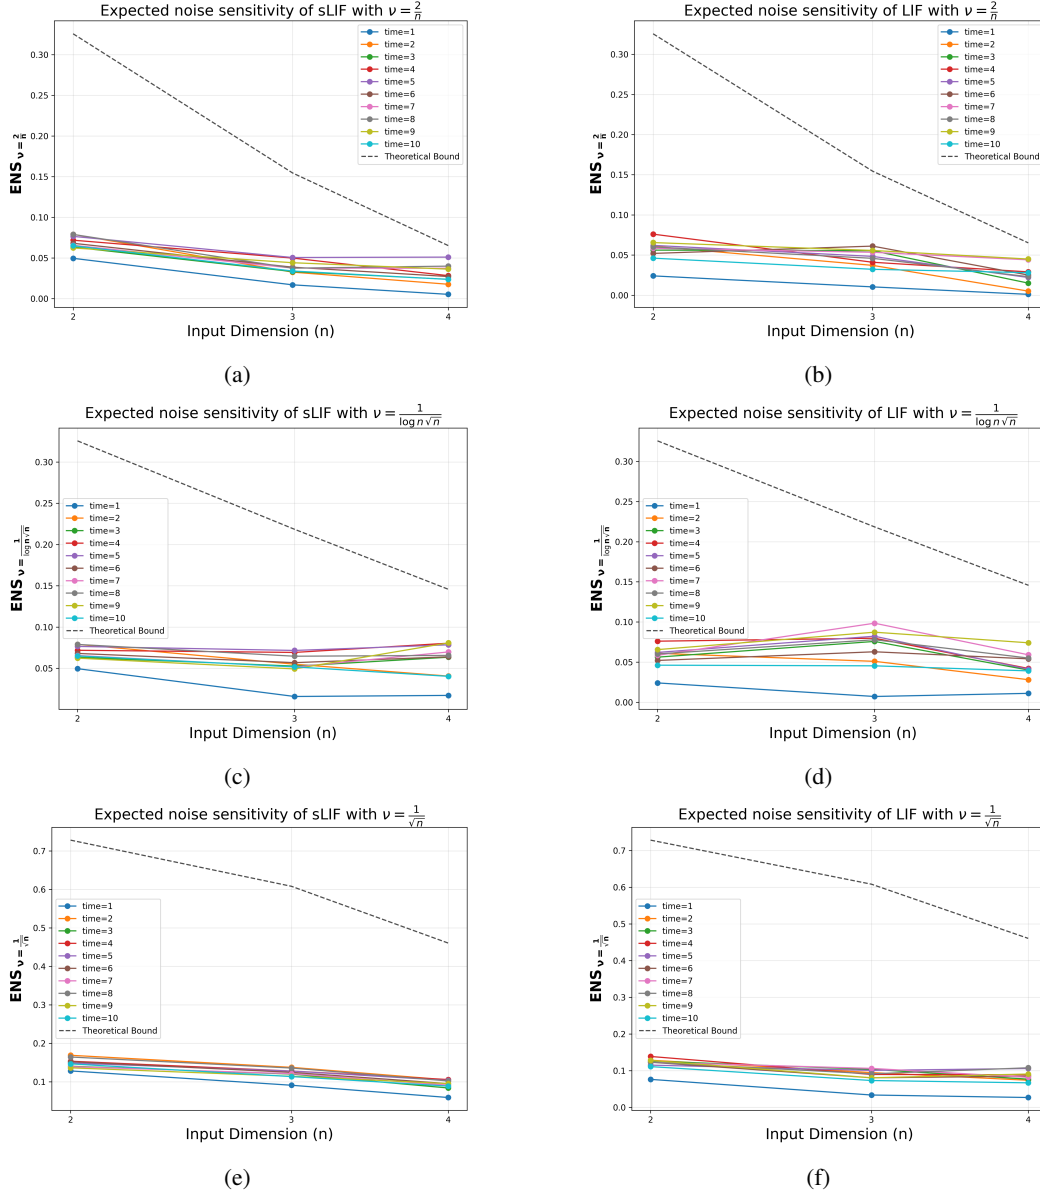 Expected noise sensitivity of sLIF with ν = 2/n
0.30
0.25
0.20
0.15
0.10
0.05
0.00
ENS ν = 2/n
time=1
time=2
time=3
time=4
time=5
time=6
time=7
time=8
time=9
time=10
Theoretical Bound
2 3 4
Input Dimension (n)
(a)
Expected noise sensitivity of LIF with ν = 2/n
0.30
0.25
0.20
0.15
0.10
0.05
0.00
ENS ν = 2/n
time=1
time=2
time=3
time=4
time=5
time=6
time=7
time=8
time=9
time=10
Theoretical Bound
2 3 4
Input Dimension (n)
(b)
Expected noise sensitivity of sLIF with ν = 1/(log n √n)
0.30
0.25
0.20
0.15
0.10
0.05
ENS ν = 1/(log n √n)
time=1
time=2
time=3
time=4
time=5
time=6
time=7
time=8
time=9
time=10
Theoretical Bound
2 3 4
Input Dimension (n)
(c)
Expected noise sensitivity of LIF with ν = 1/(log n √n)
0.30
0.25
0.20
0.15
0.10
0.05
0.00
ENS ν = 1/(log n √n)
time=1
time=2
time=3
time=4
time=5
time=6
time=7
time=8
time=9
time=10
Theoretical Bound
2 3 4
Input Dimension (n)
(d)
Expected noise sensitivity of sLIF with ν = 1/√n
0.7
0.6
0.5
0.4
0.3
0.2
0.1
ENS ν = 1/√n
time=1
time=2
time=3
time=4
time=5
time=6
time=7
time=8
time=9
time=10
Theoretical Bound
2 3 4
Input Dimension (n)
(e)
Expected noise sensitivity of LIF with ν = 1/√n
0.7
0.6
0.5
0.4
0.3
0.2
0.1
0.0
ENS ν = 1/√n
time=1
time=2
time=3
time=4
time=5
time=6
time=7
time=8
time=9
time=10
Theoretical Bound
2 3 4
Input Dimension (n)
(f)